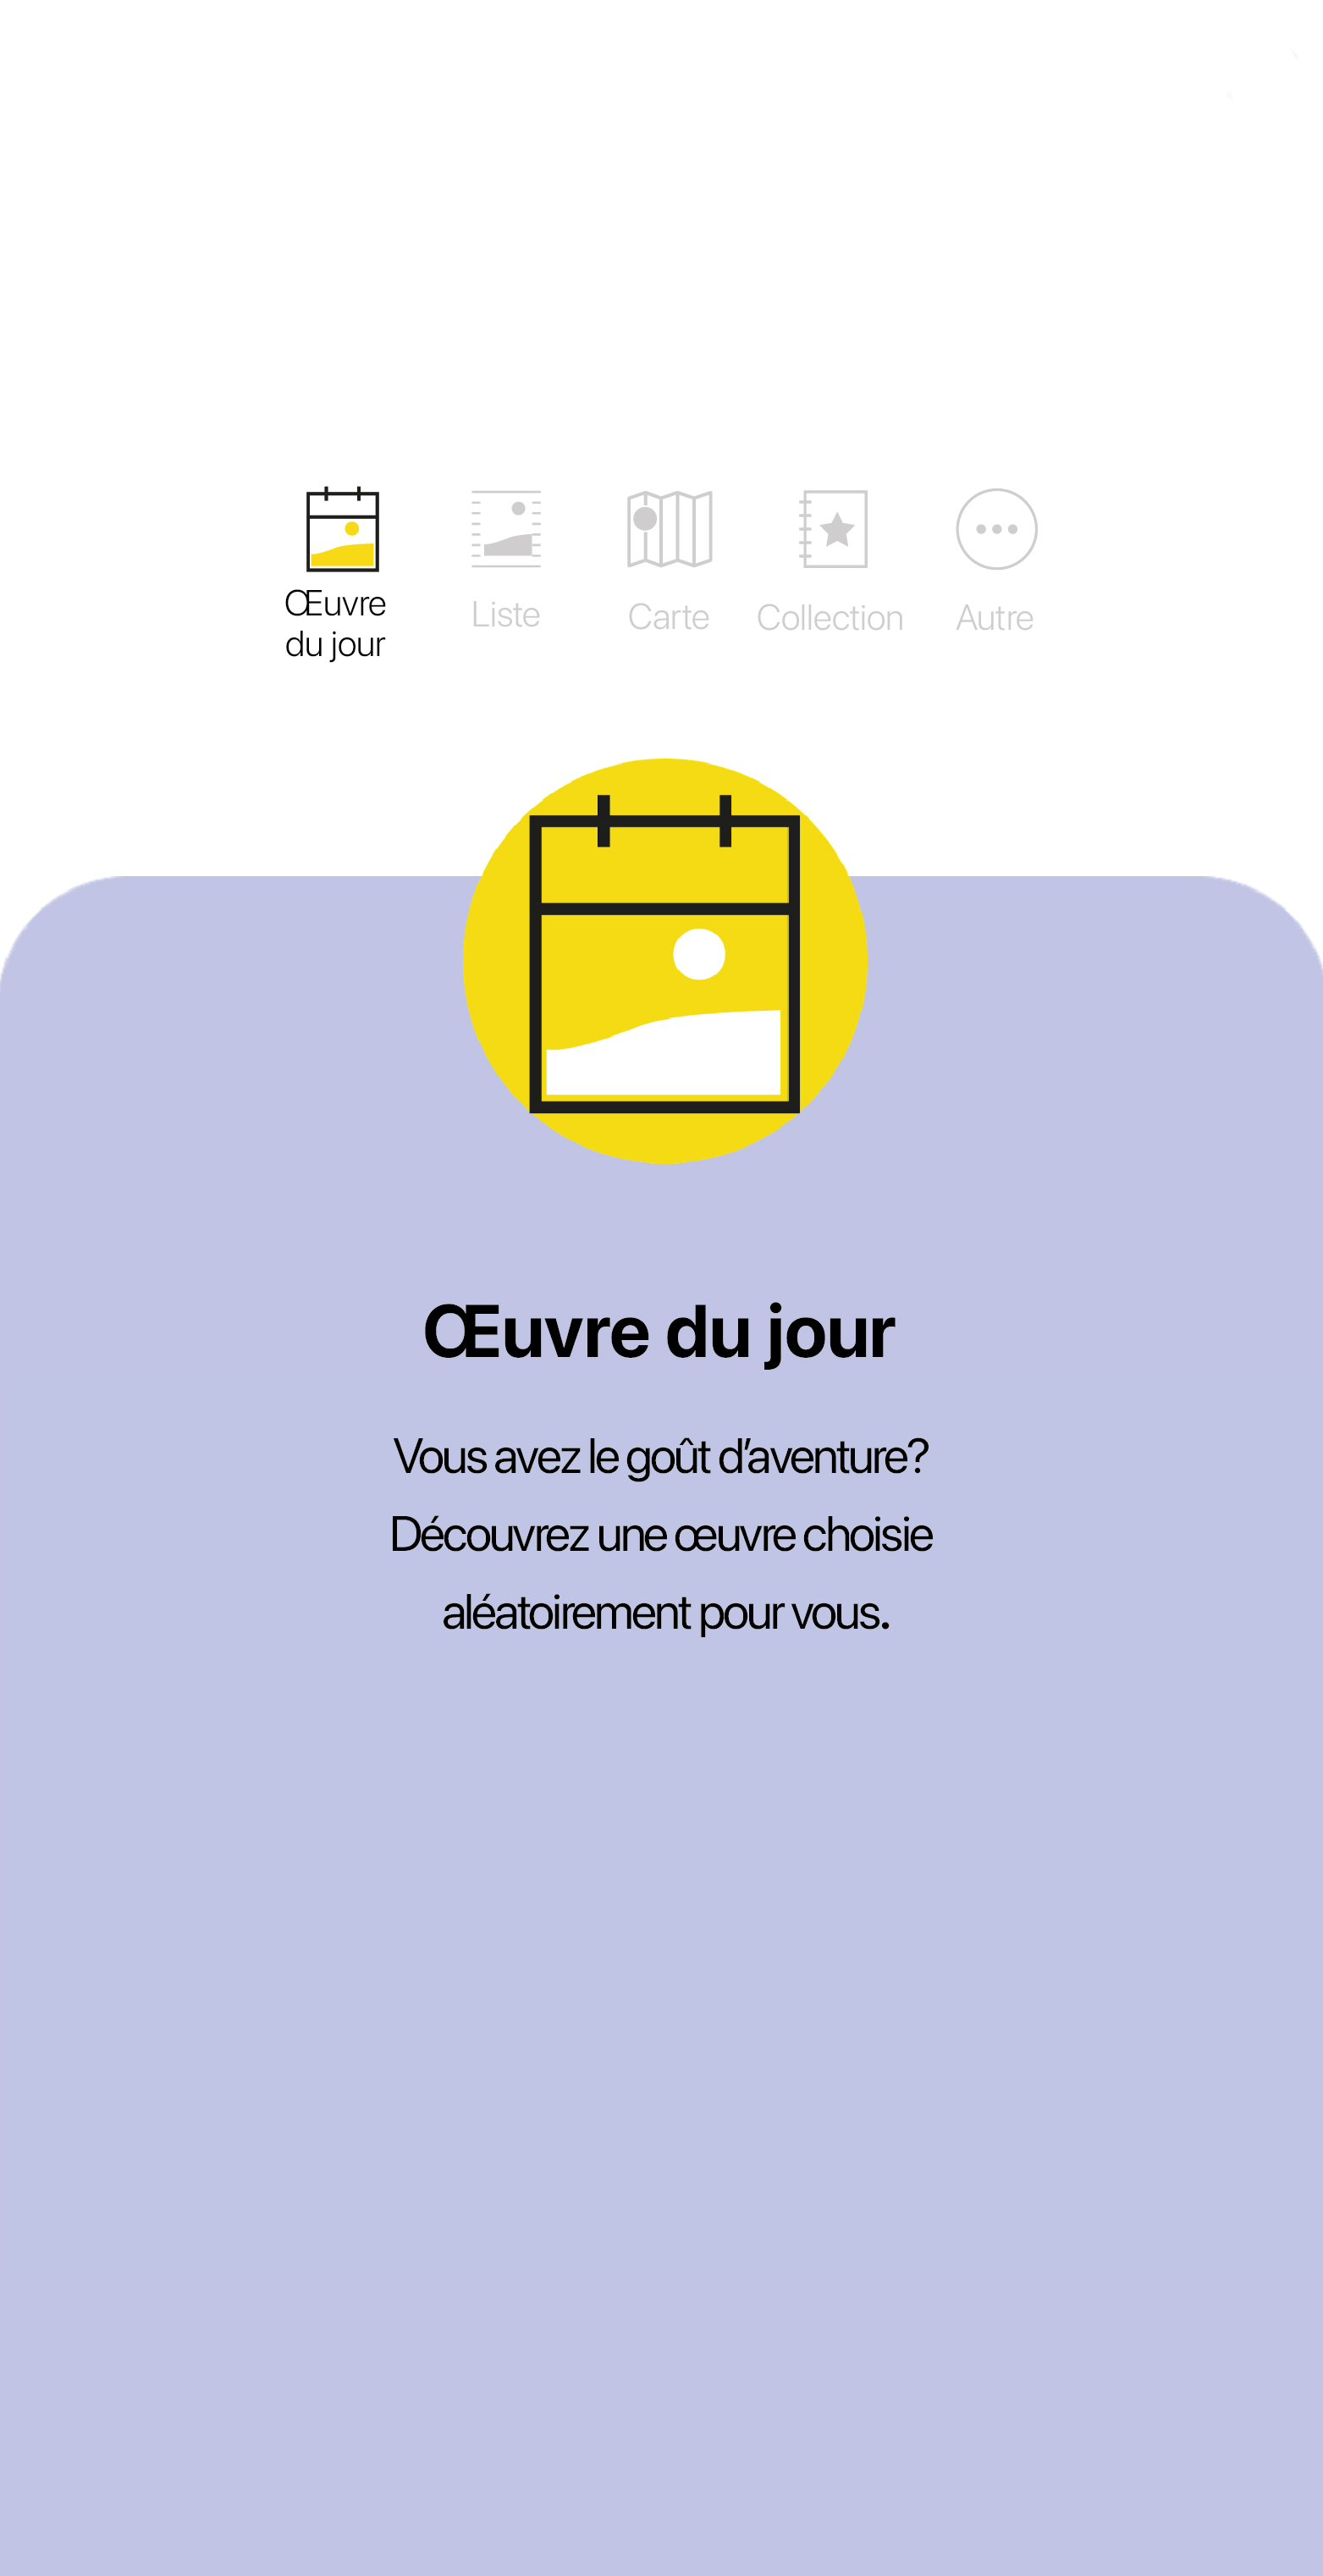 Œuvre
du jour
Liste
Carte
Collection
Autre
Œuvre du jour
Vous avez le goût d’aventure?
Découvrez une œuvre choisie
aléatoirement pour vous.